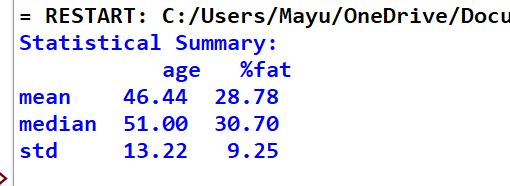 = RESTART: C:/Users/Mayu/OneDrive/Docu
Statistical Summary:
age %fat
mean 46.44 28.78
median 51.00 30.70
std 13.22 9.25